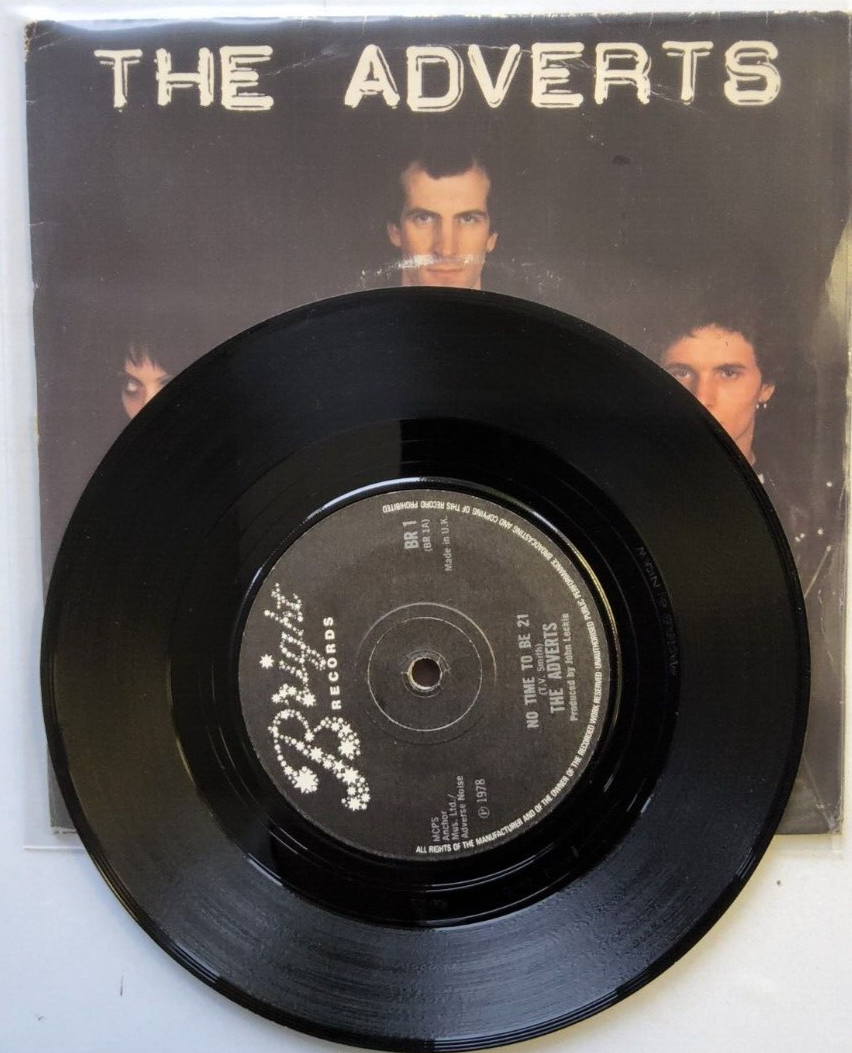 THE ADVERTS
Bright
RECORDS
BR 1
(BR 1A)
Made in U.K.
NO TIME TO BE 21
(T.V. Smith)
THE ADVERTS
Produced by John Leckie
MCPS
Anchor
Mus. Ltd./
Adverse Noise
℗ 1978
ALL RIGHTS OF THE MANUFACTURER AND OF THE OWNER OF THE RECORDED WORK RESERVED UNAUTHORISED PUBLIC PERFORMANCE BROADCASTING AND COPYING OF THIS RECORD PROHIBITED